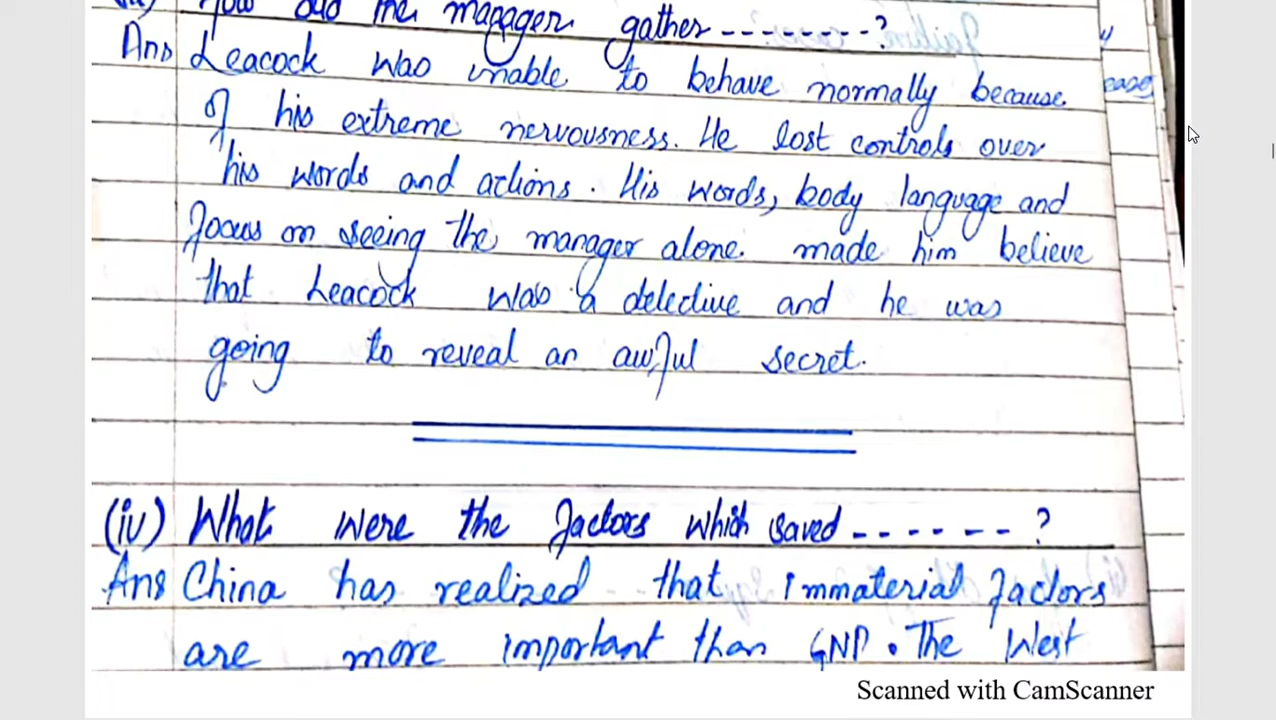 How did the manager gather --------?
Ans Leacock was unable to behave normally because
of his extreme nervousness. He lost controls over
his words and actions. His words, body language and
focus on seeing the manager alone. made him believe
that Leacock was a detective and he was
going to reveal an awful secret.
(iv) What were the factors which saved ------?
Ans China has realized that immaterial factors
are more important than GNP. The West
Scanned with CamScanner